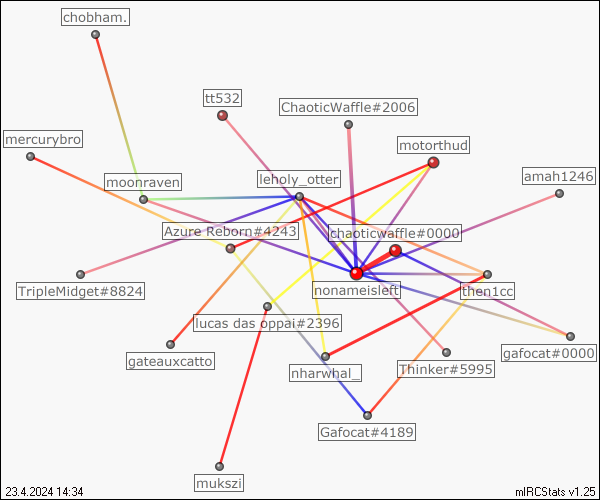 chobham.
tt532
ChaoticWaffle#2006
mercurybro
motorthud
moonraven
leholy_otter
amah1246
Azure Reborn#4243
chaoticwaffle#0000
TripleMidget#8824
nonameisleft
then1cc
lucas das oppai#2396
gateauxcatto
nharwhal_
Thinker#5995
gafocat#0000
Gafocat#4189
mukszi
23.4.2024 14:34
mIRCStats v1.25